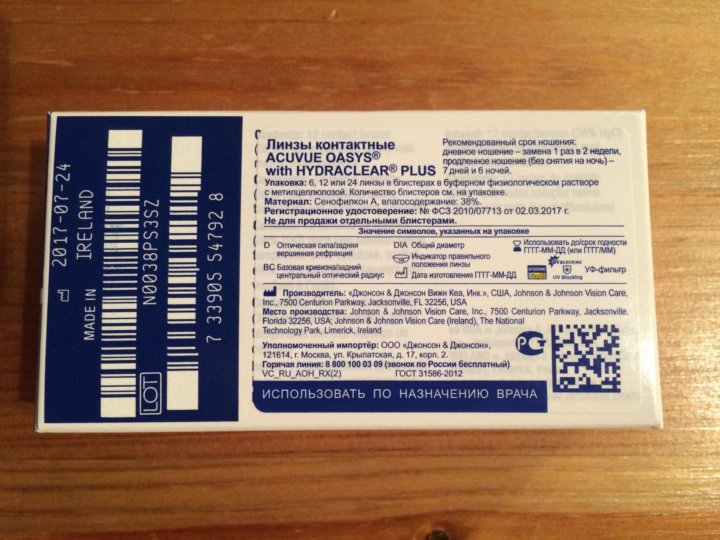 2017-07-24
MADE IN IRELAND
LOT
N0038PS3SZ
7 33905 54792 8
Линзы контактные
ACUVUE OASYS®
with HYDRACLEAR® PLUS
Рекомендованный срок ношения:
дневное ношение – замена 1 раз в 2 недели,
продленное ношение (без снятия на ночь) –
7 дней и 6 ночей.
Упаковка: 6, 12 или 24 линзы в блистерах в буферном физиологическом растворе
с метилцеллюлозой. Количество блистеров см. на упаковке.
Материал: Сенофилкон А, влагосодержание: 38%.
Регистрационное удостоверение: № ФСЗ 2010/07713 от 02.03.2017 г.
Не для продажи отдельными блистерами.
Значение символов, указанных на упаковке
D Оптическая сила/задняя
вершинная рефракция
BC Базовая кривизна/задний
центральный оптический радиус
DIA Общий диаметр
Индикатор правильного
положения линзы
Дата изготовления ГГГГ-ММ-ДД
Использовать до/срок годности
ГГГГ-ММ-ДД (или ГГГГ/ММ)
UV BLOCKING
UV Blocking
УФ-фильтр
Производитель: «Джонсон & Джонсон Вижн Кеа, Инк.», США, Johnson & Johnson Vision Care,
Inc., 7500 Centurion Parkway, Jacksonville, FL 32256, USA
Место производства: Johnson & Johnson Vision Care, Inc., 7500 Centurion Parkway, Jacksonville,
Florida 32256, USA; Johnson & Johnson Vision Care (Ireland), The National
Technology Park, Limerick, Ireland
Уполномоченный импортёр: ООО «Джонсон & Джонсон»,
121614, г. Москва, ул. Крылатская, д. 17, корп. 2.
Горячая линия: 8 800 100 03 09 (звонок по России бесплатный)
VC_RU_AOH_RX(2) ГОСТ 31586-2012
ИСПОЛЬЗОВАТЬ ПО НАЗНАЧЕНИЮ ВРАЧА